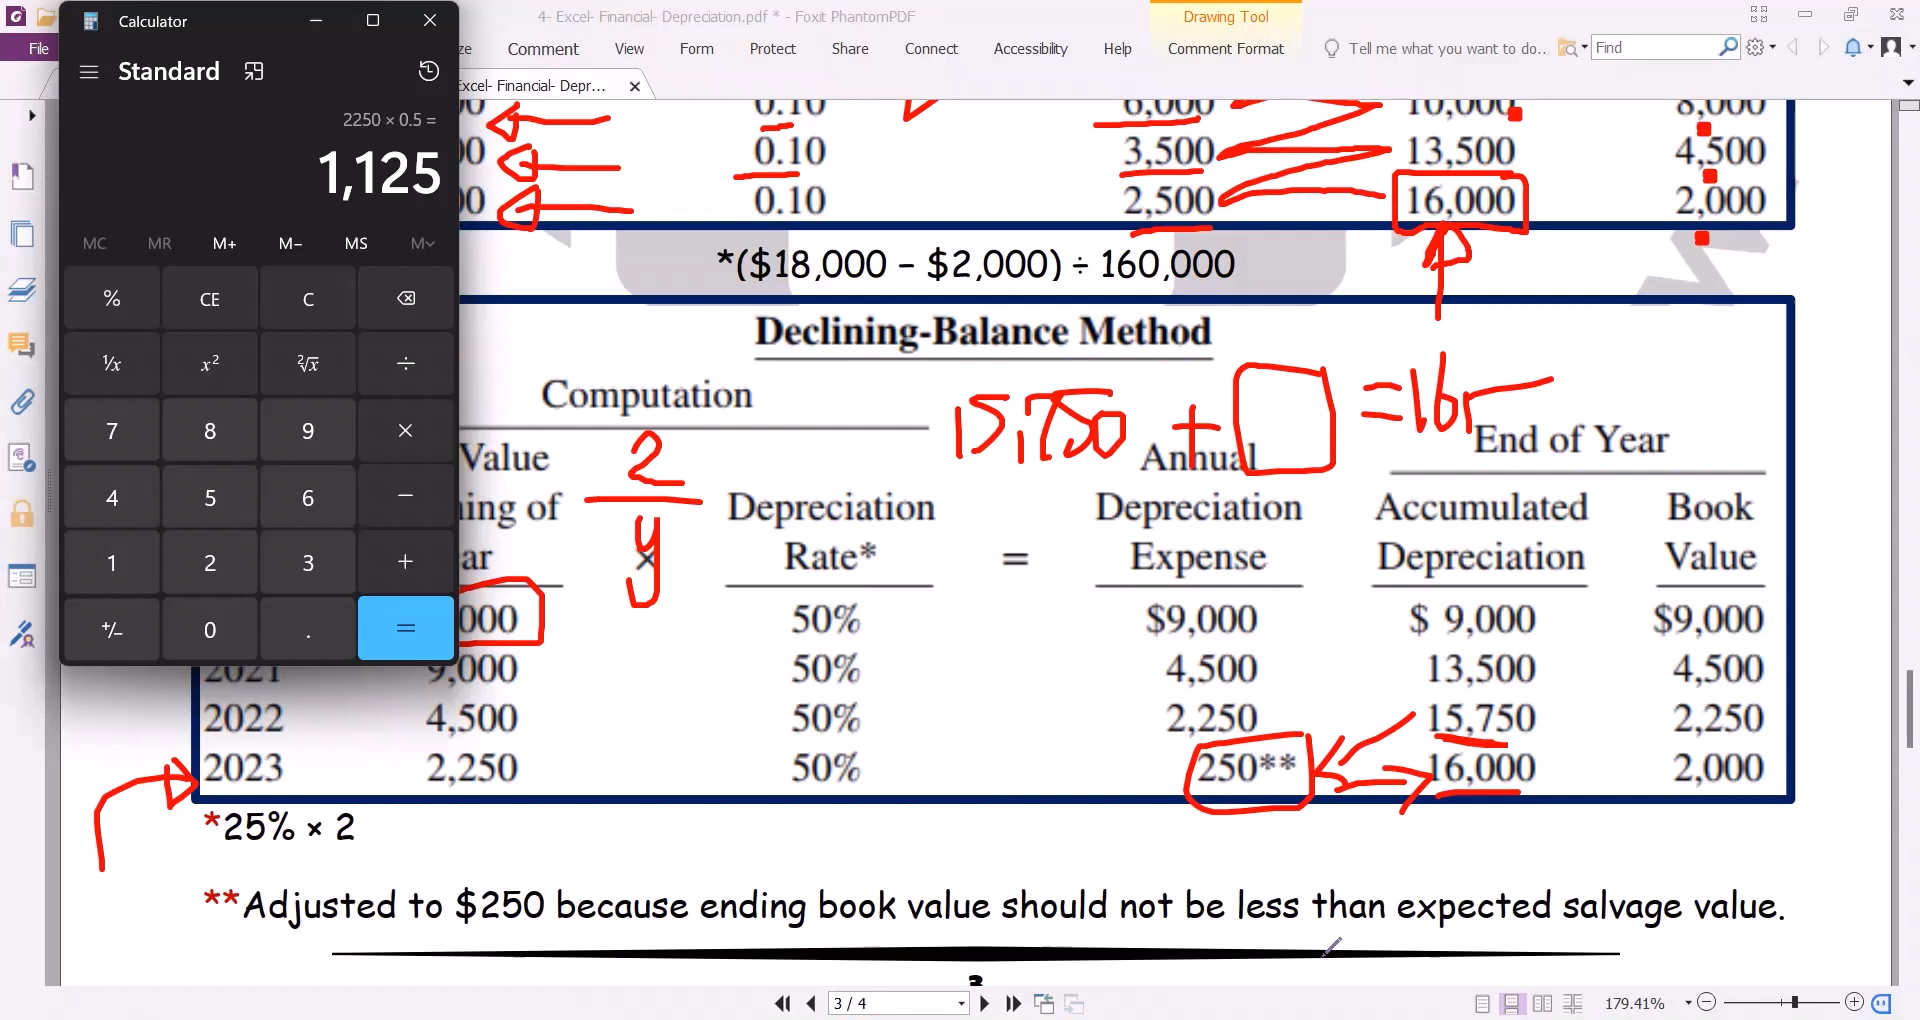 Calculator
4- Excel- Financial- Depreciation.pdf * - Foxit PhantomPDF
Drawing Tool
File
ze Comment View Form Protect Share Connect Accessibility Help Comment Format Tell me what you want to do.. Find
Excel- Financial- Depr...
Standard
2250 × 0.5 =
1,125
MC MR M+ M− MS M
% CE C
1/x x² ²√x ÷
7 8 9 ×
4 5 6 −
1 2 3 +
+/− 0 . =
00 0.10 6,000 10,000 8,000
00 0.10 3,500 13,500 4,500
00 0.10 2,500 16,000 2,000
*($18,000 – $2,000) ÷ 160,000
Declining-Balance Method
Computation
15,750 + = 16,
2
y
End of Year
Value Annual
ning of Depreciation Depreciation Accumulated Book
ar × Rate* = Expense Depreciation Value
000 50% $9,000 $ 9,000 $9,000
2021 9,000 50% 4,500 13,500 4,500
2022 4,500 50% 2,250 15,750 2,250
2023 2,250 50% 250** 16,000 2,000
*25% × 2
**Adjusted to $250 because ending book value should not be less than expected salvage value.
3
3 / 4
179.41%